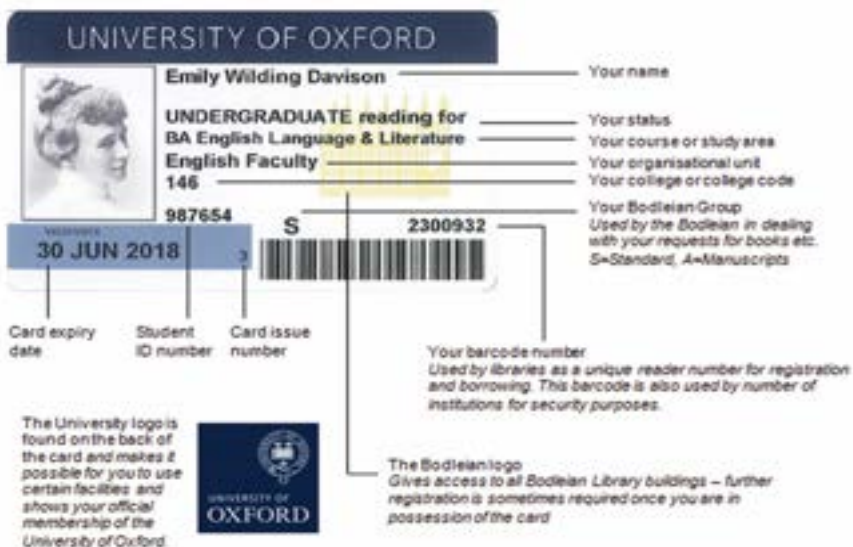 UNIVERSITY OF OXFORD
Emily Wilding Davison
Your name
UNDERGRADUATE reading for
Your status
BA English Language & Literature
Your course or study area
English Faculty
Your organisational unit
146
Your college or college code
987654
S
2300932
Your Bodleian Group
Used by the Bodleian in dealing
with your requests for books etc.
S=Standard, A=Manuscripts
30 JUN 2018
3
Card expiry
date
Student
ID number
Card issue
number
Your barcode number
Used by libraries as a unique reader number for registration
and borrowing. This barcode is also used by number of
institutions for security purposes.
The University logo is
found on the back of
the card and makes it
possible for you to use
certain facilities and
shows your official
membership of the
University of Oxford.
UNIVERSITY OF
OXFORD
The Bodleian logo
Gives access to all Bodleian Library buildings – further
registration is sometimes required once you are in
possession of the card